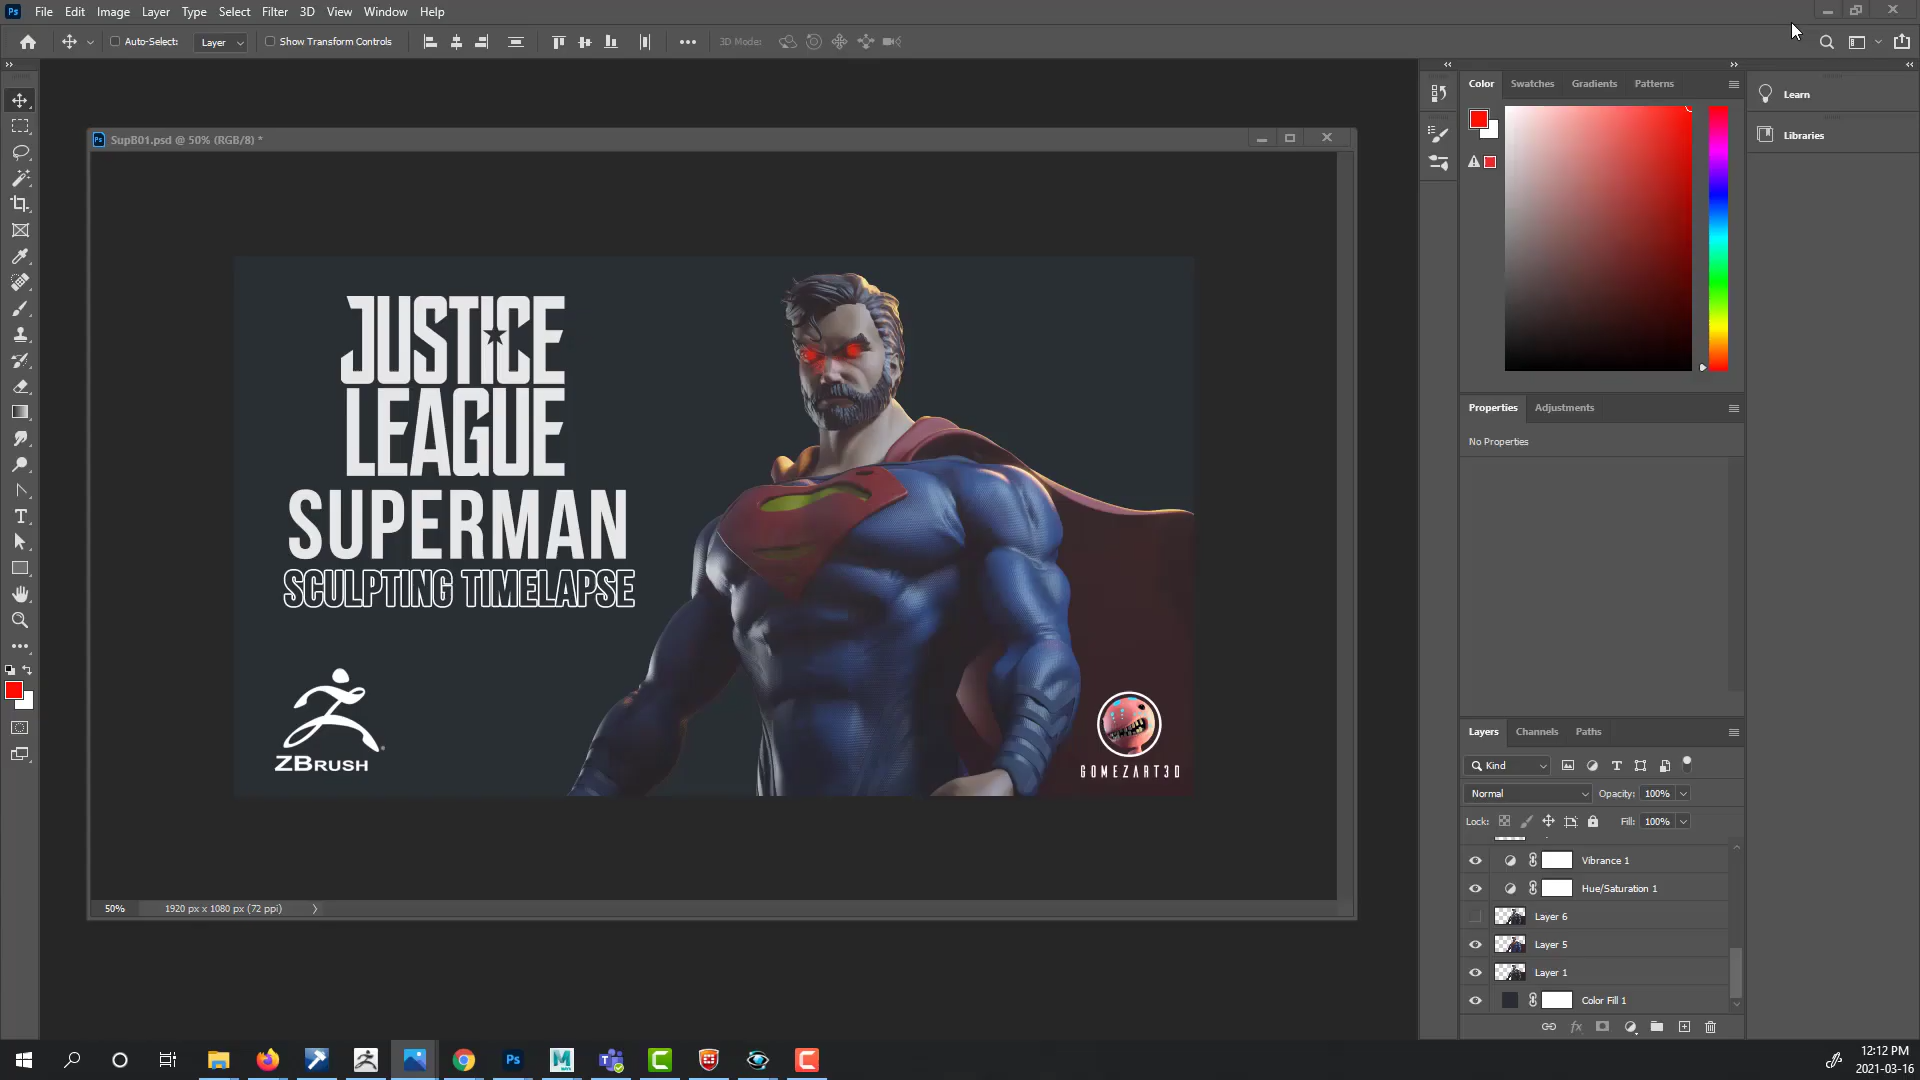 Ps File Edit Image Layer Type Select Filter 3D View Window Help
Auto-Select: Layer Show Transform Controls 3D Mode:
Color Swatches Gradients Patterns
Learn
Libraries
Ps SupB01.psd @ 50% (RGB/8) *
JUSTICE
LEAGUE
SUPERMAN
SCULPTING TIMELAPSE
ZBRUSH
GOMEZART3D
50% 1920 px x 1080 px (72 ppi)
Properties Adjustments
No Properties
Layers Channels Paths
Kind
Normal Opacity: 100%
Lock: Fill: 100%
Vibrance 1
Hue/Saturation 1
Layer 6
Layer 5
Layer 1
Color Fill 1
fx
Ps
12:12 PM
2021-03-16